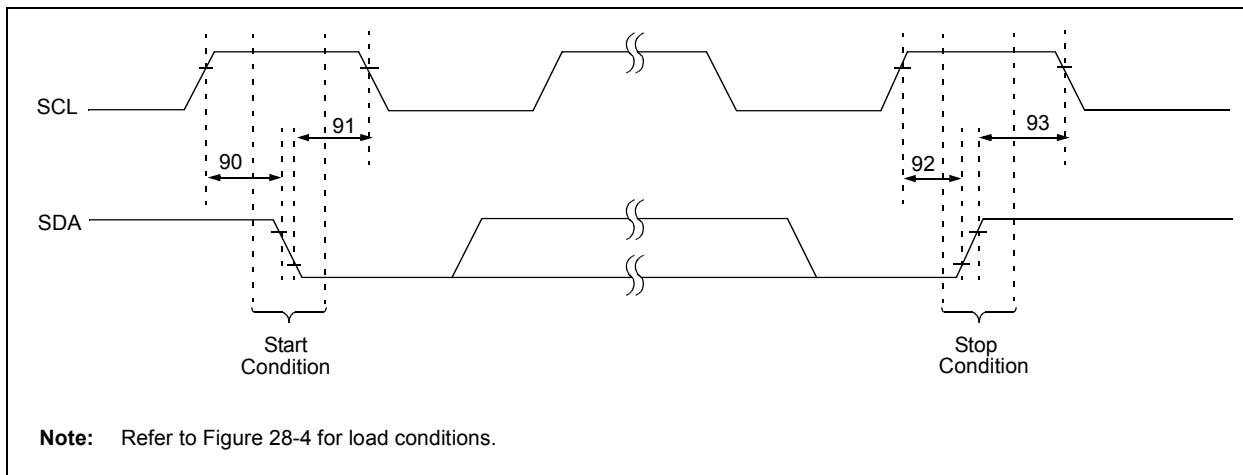 SCL
91
93
90
92
SDA
Start
Condition
Stop
Condition
Note: Refer to Figure 28-4 for load conditions.